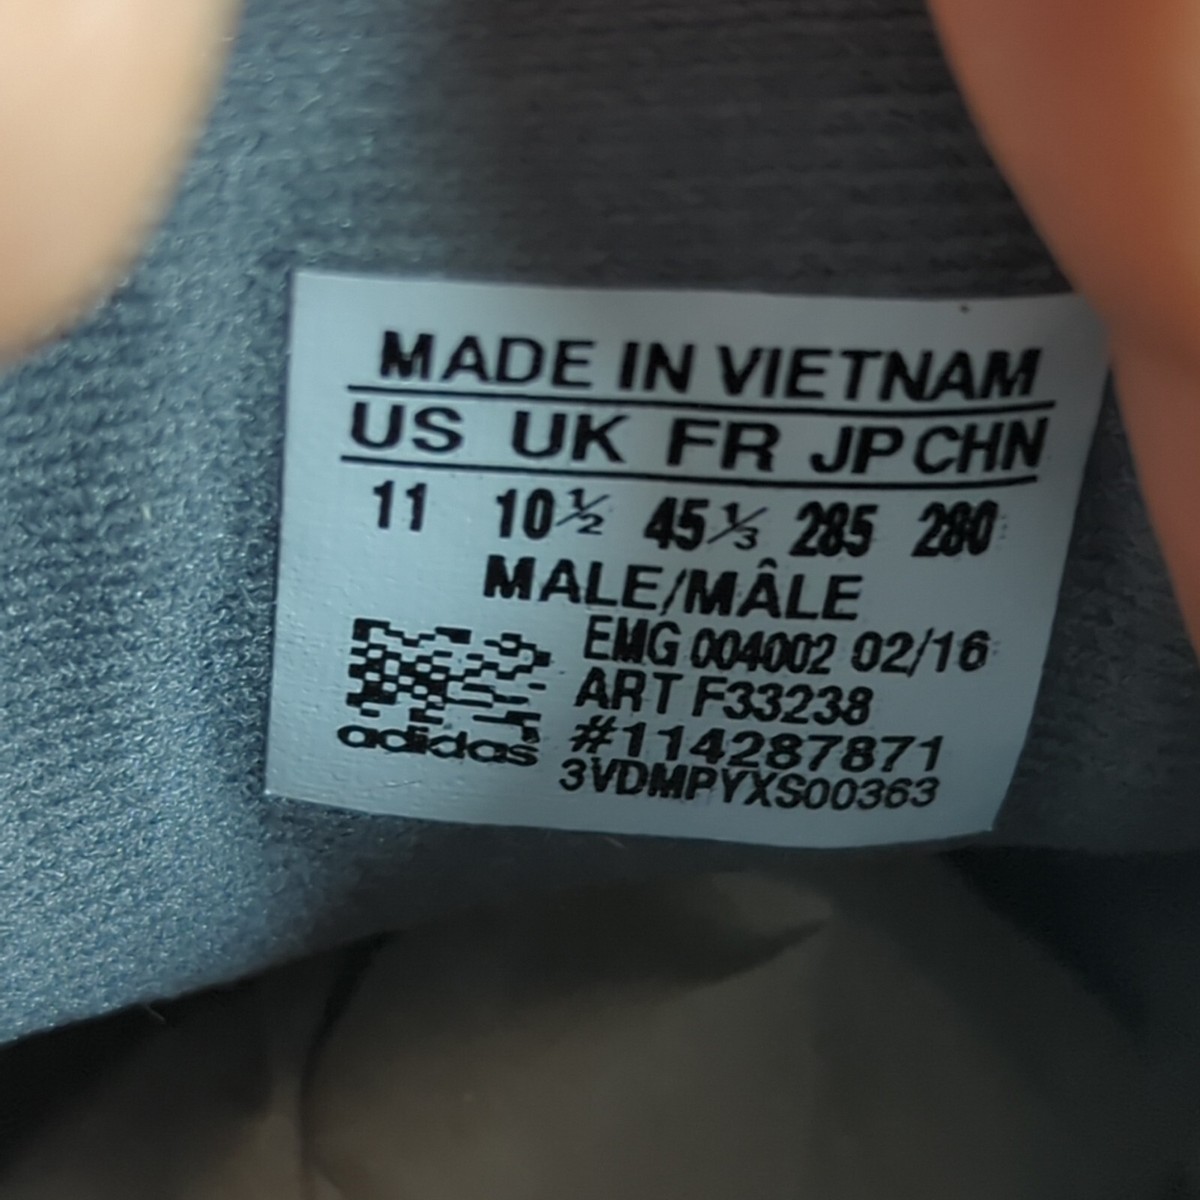 MADE IN VIETNAM
US UK FR JP CHN
11 10½ 45⅓ 285 280
MALE/MÂLE
EMG 004002 02/16
ART F33238
#114287871
adidas
3VDMPYXS00363